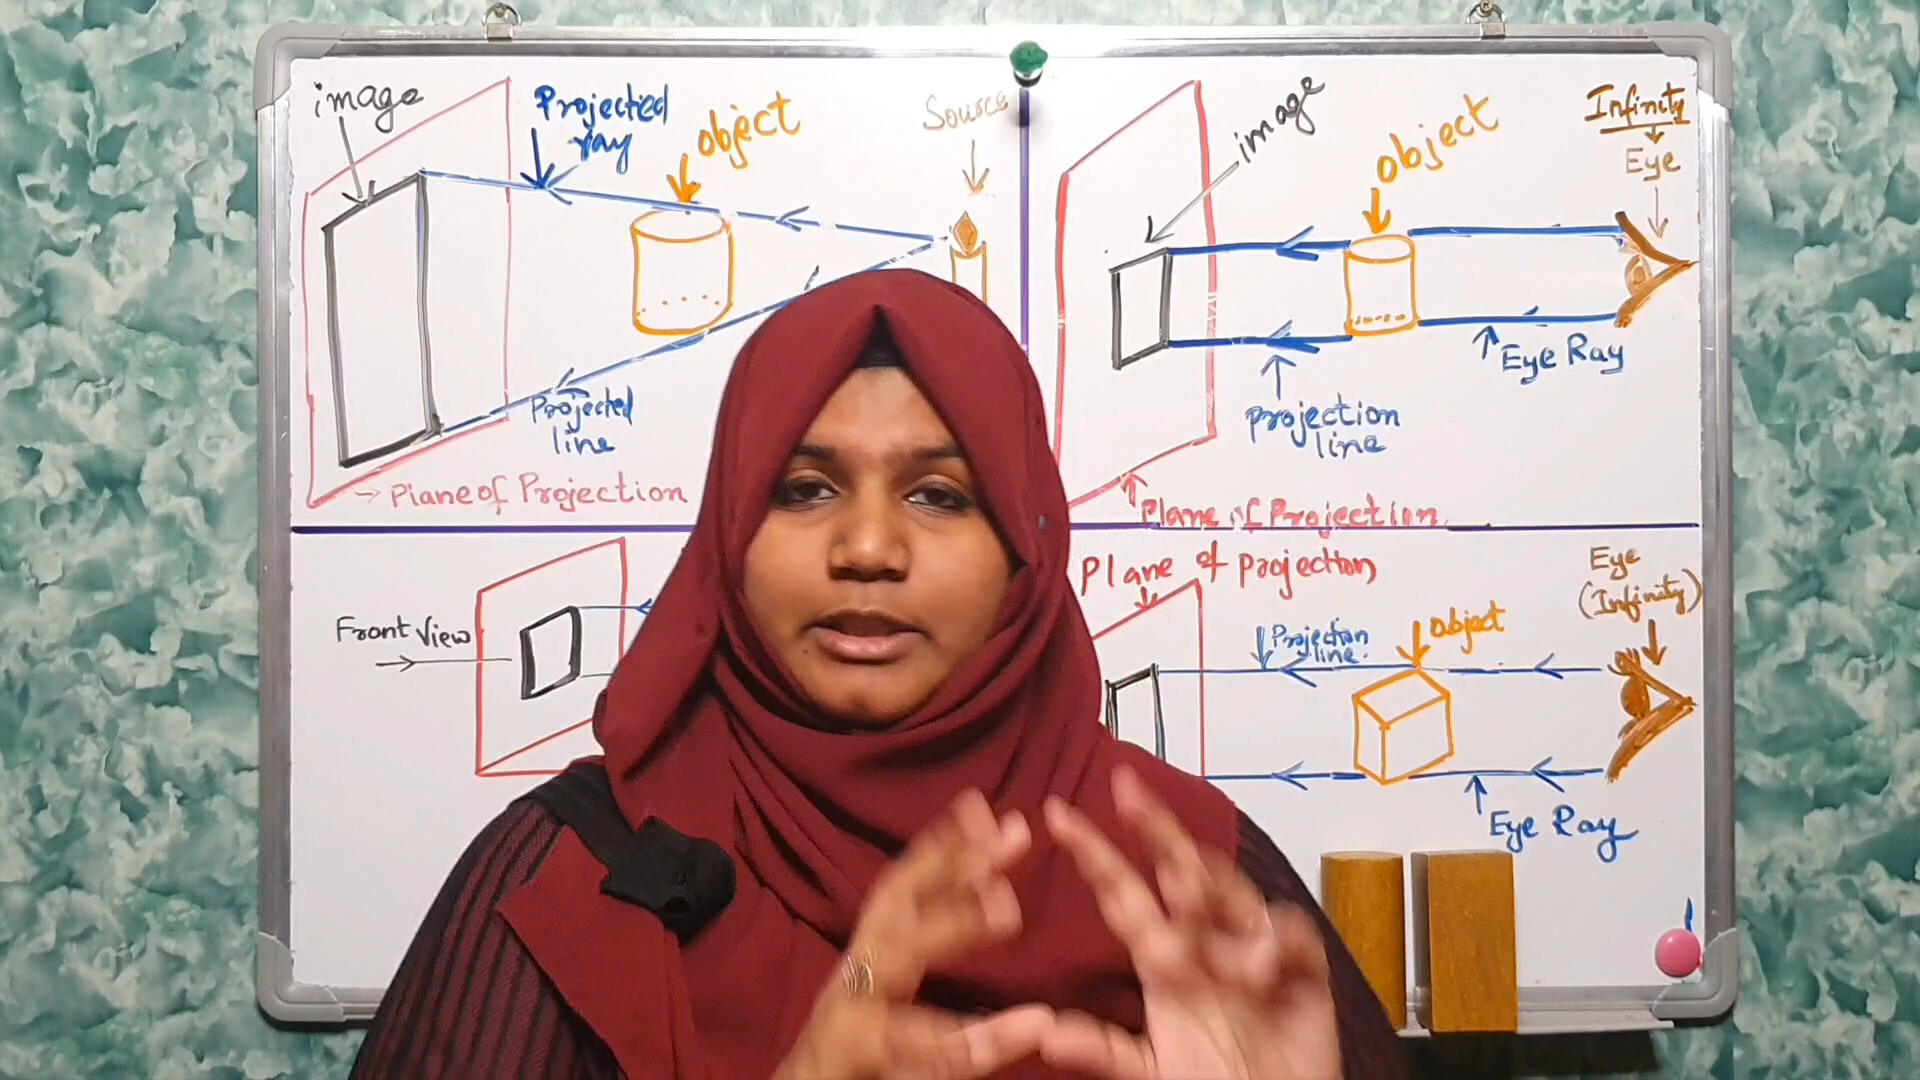 image
Projected
ray
object
Source
Projected
line
→ Plane of Projection
image
object
Infinity
Eye
Eye Ray
projection
line
Plane of Projection
Front View
Plane of Projection
Projection
line.
object
Eye
(Infinity)
Eye Ray